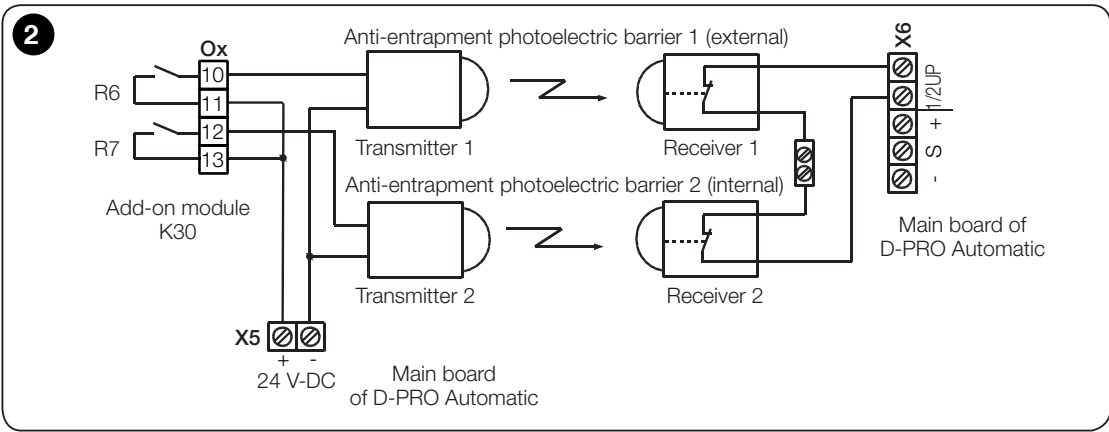 2
Ox
Anti-entrapment photoelectric barrier 1 (external)
X6
R6
10
11
R7
12
13
1/2UP
+
S
-
Transmitter 1
Receiver 1
Add-on module
K30
Anti-entrapment photoelectric barrier 2 (internal)
Main board of
D-PRO Automatic
Transmitter 2
Receiver 2
X5
+ -
24 V-DC
Main board
of D-PRO Automatic